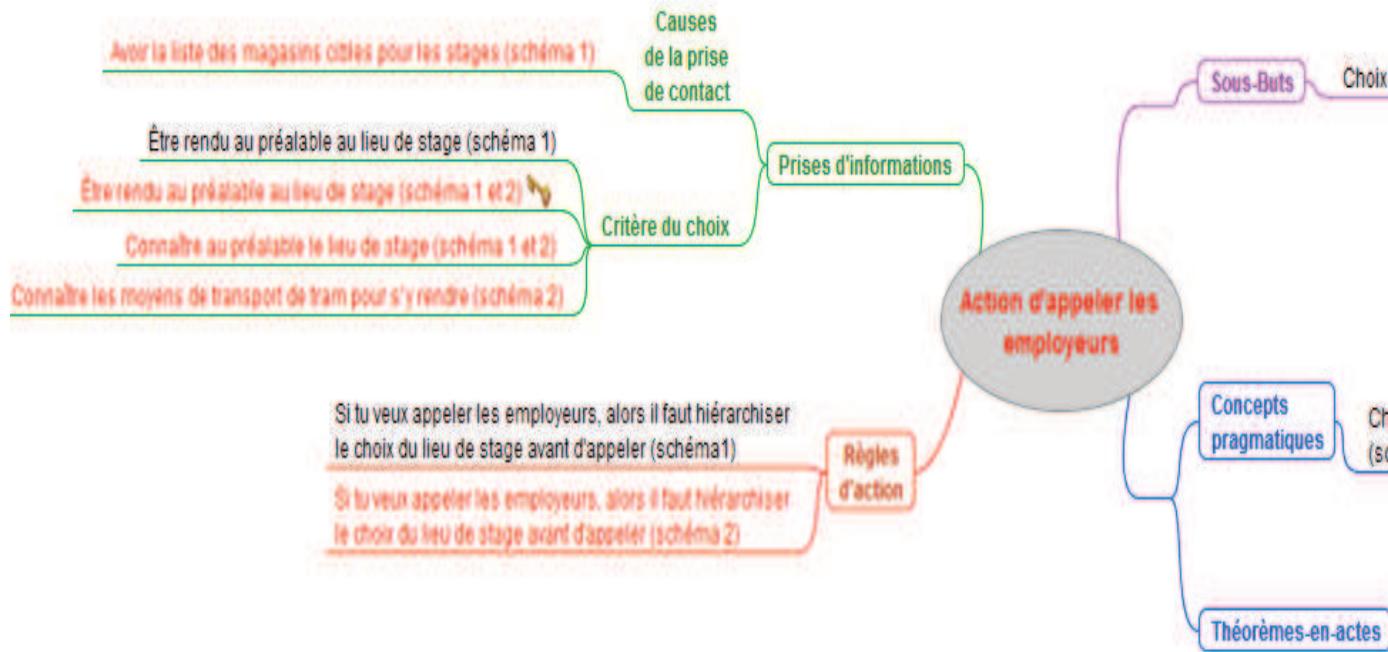 Causes
de la prise
de contact
Avoir la liste des magasins cibles pour les stages (schéma 1)
Être rendu au préalable au lieu de stage (schéma 1)
Être rendu au préalable au lieu de stage (schéma 1 et 2)
Connaître au préalable le lieu de stage (schéma 1 et 2)
Connaître les moyens de transport de tram pour s'y rendre (schéma 2)
Critère du choix
Prises d'informations
Si tu veux appeler les employeurs, alors il faut hiérarchiser
le choix du lieu de stage avant d'appeler (schéma1)
Si tu veux appeler les employeurs, alors il faut hiérarchiser
le choix du lieu de stage avant d'appeler (schéma 2)
Règles
d'action
Action d'appeler les
employeurs
Sous-Buts
Choix
Concepts
pragmatiques
Ch
(sc
Théorèmes-en-actes